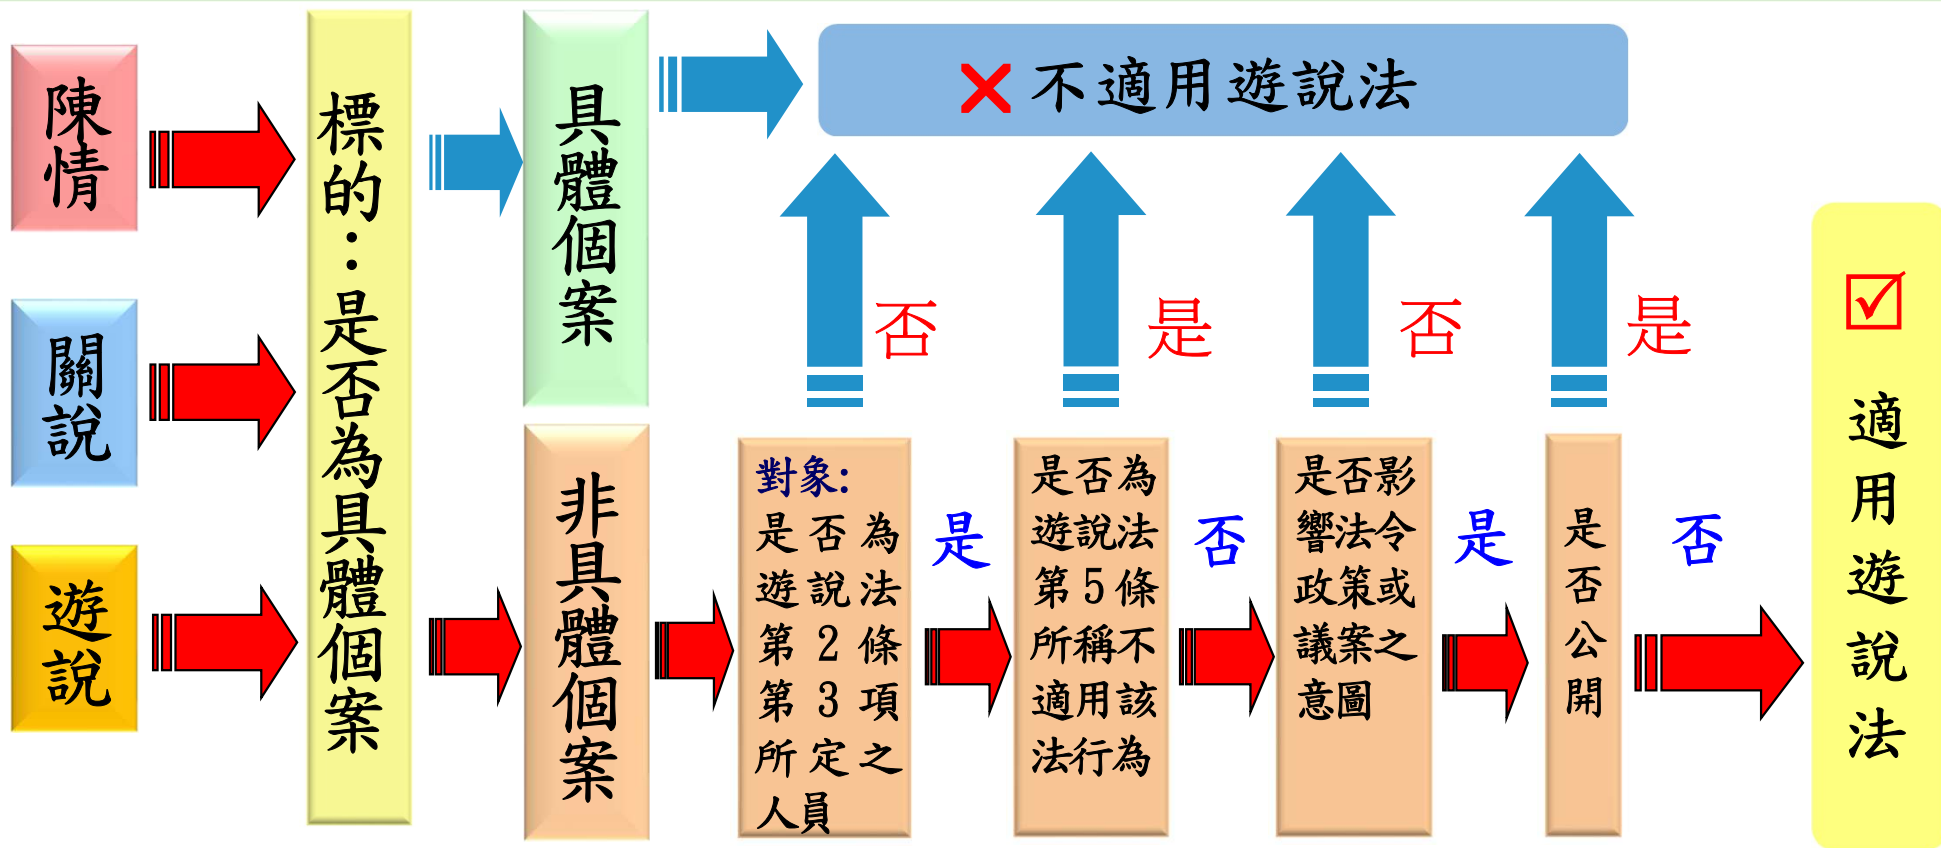 陳情
關說
遊說
標的：是否為具體個案
具體個案
非具體個案
不適用遊說法
否
是
否
是
對象:
是否為
遊說法
第2條
第3項
所定之
人員
是
是否為
遊說法
第5條
所稱不
適用該
法行為
否
是否影
響法令
政策或
議案之
意圖
是
是否公開
否
適用遊說法